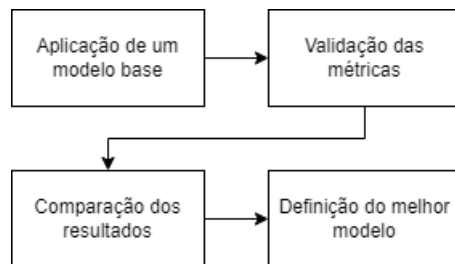 Aplicação de um
modelo base
Validação das
métricas
Comparação dos
resultados
Definição do melhor
modelo